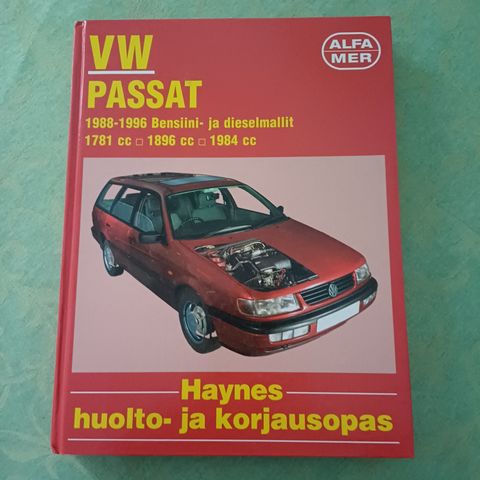 VW
PASSAT
1988-1996 Bensiini- ja dieselmallit
1781 cc □ 1896 cc □ 1984 cc
ALFA
MER
Haynes
huolto- ja korjausopas